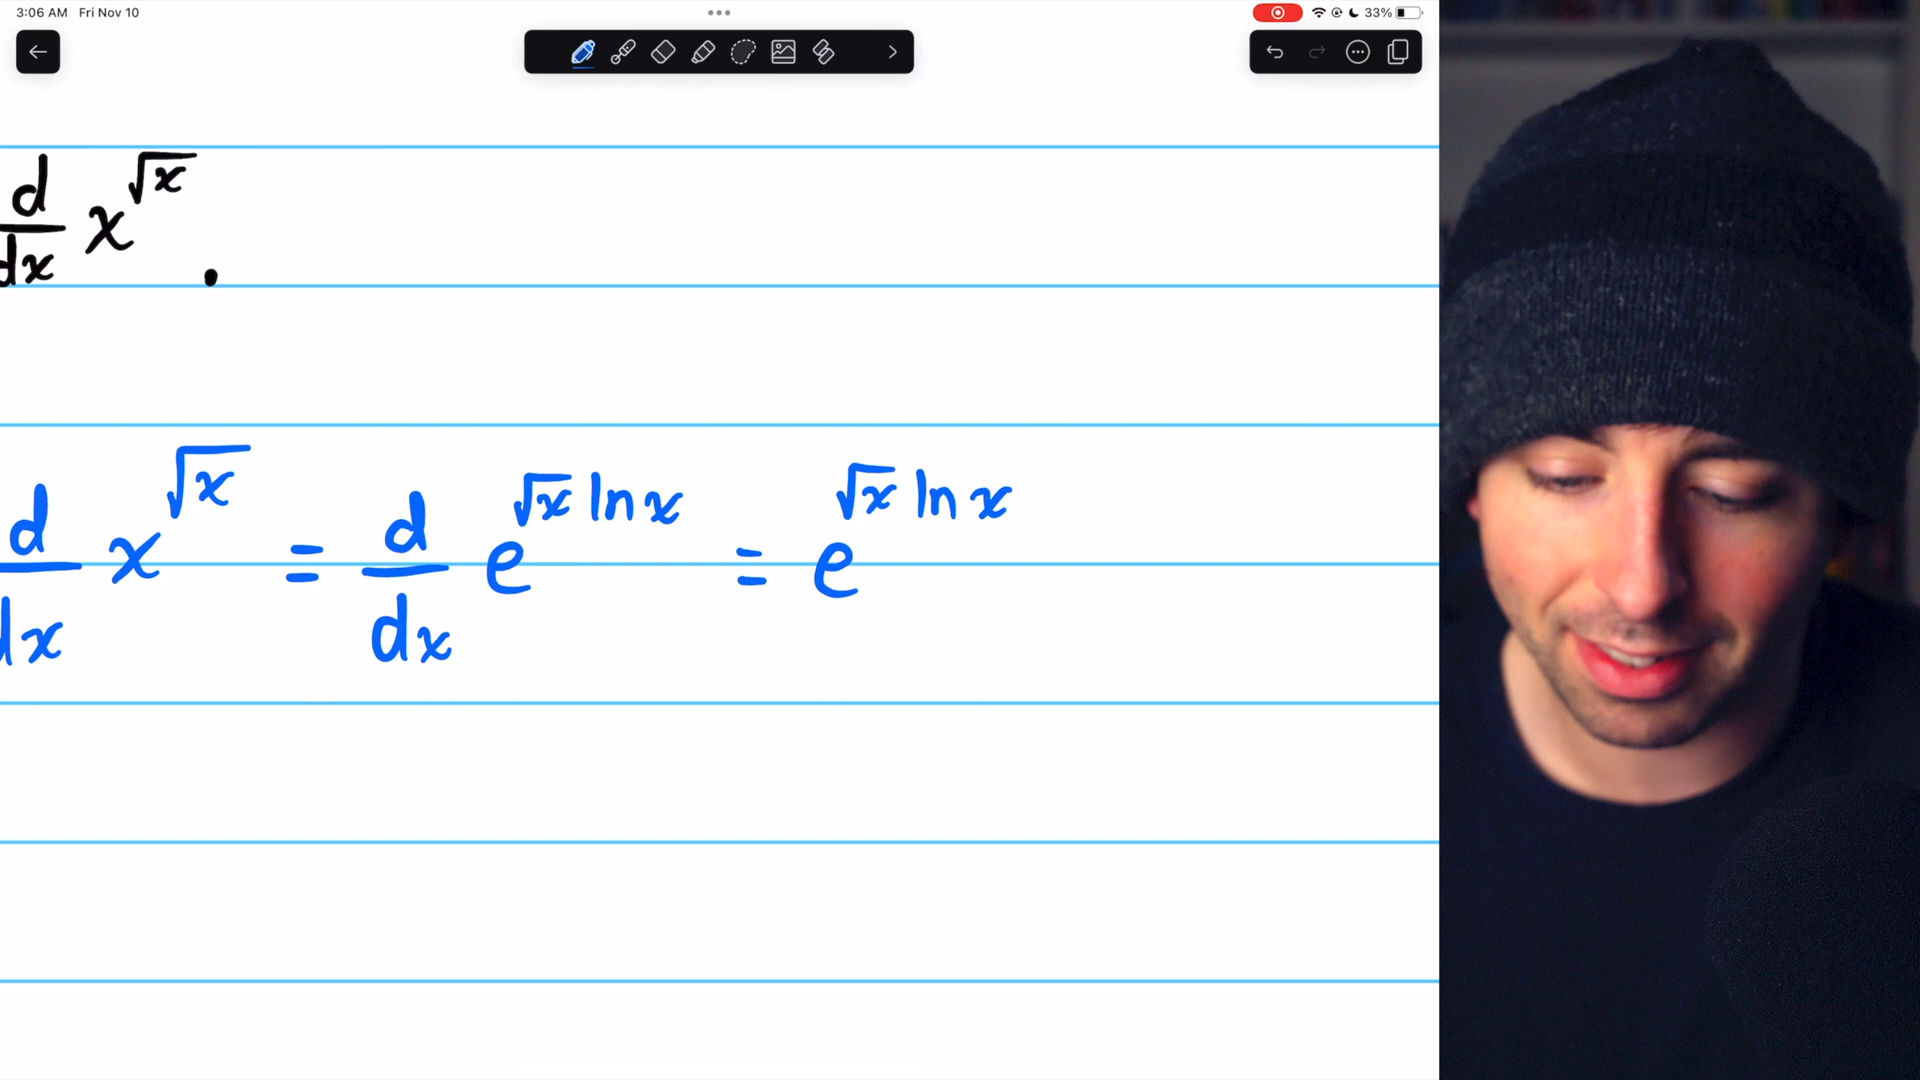 3:06 AM Fri Nov 10 33%
d/dx x^√x .
d/dx x^√x = d/dx e^√x ln x = e^√x ln x